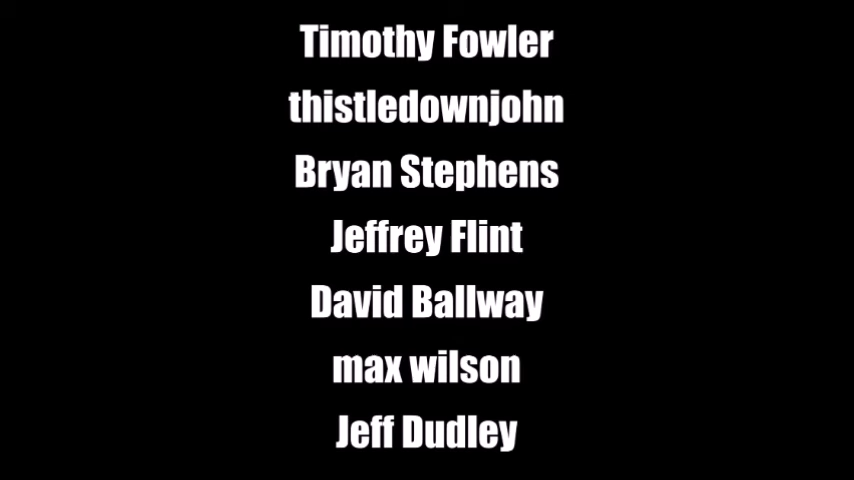 Timothy Fowler
thistledownjohn
Bryan Stephens
Jeffrey Flint
David Ballway
max wilson
Jeff Dudley